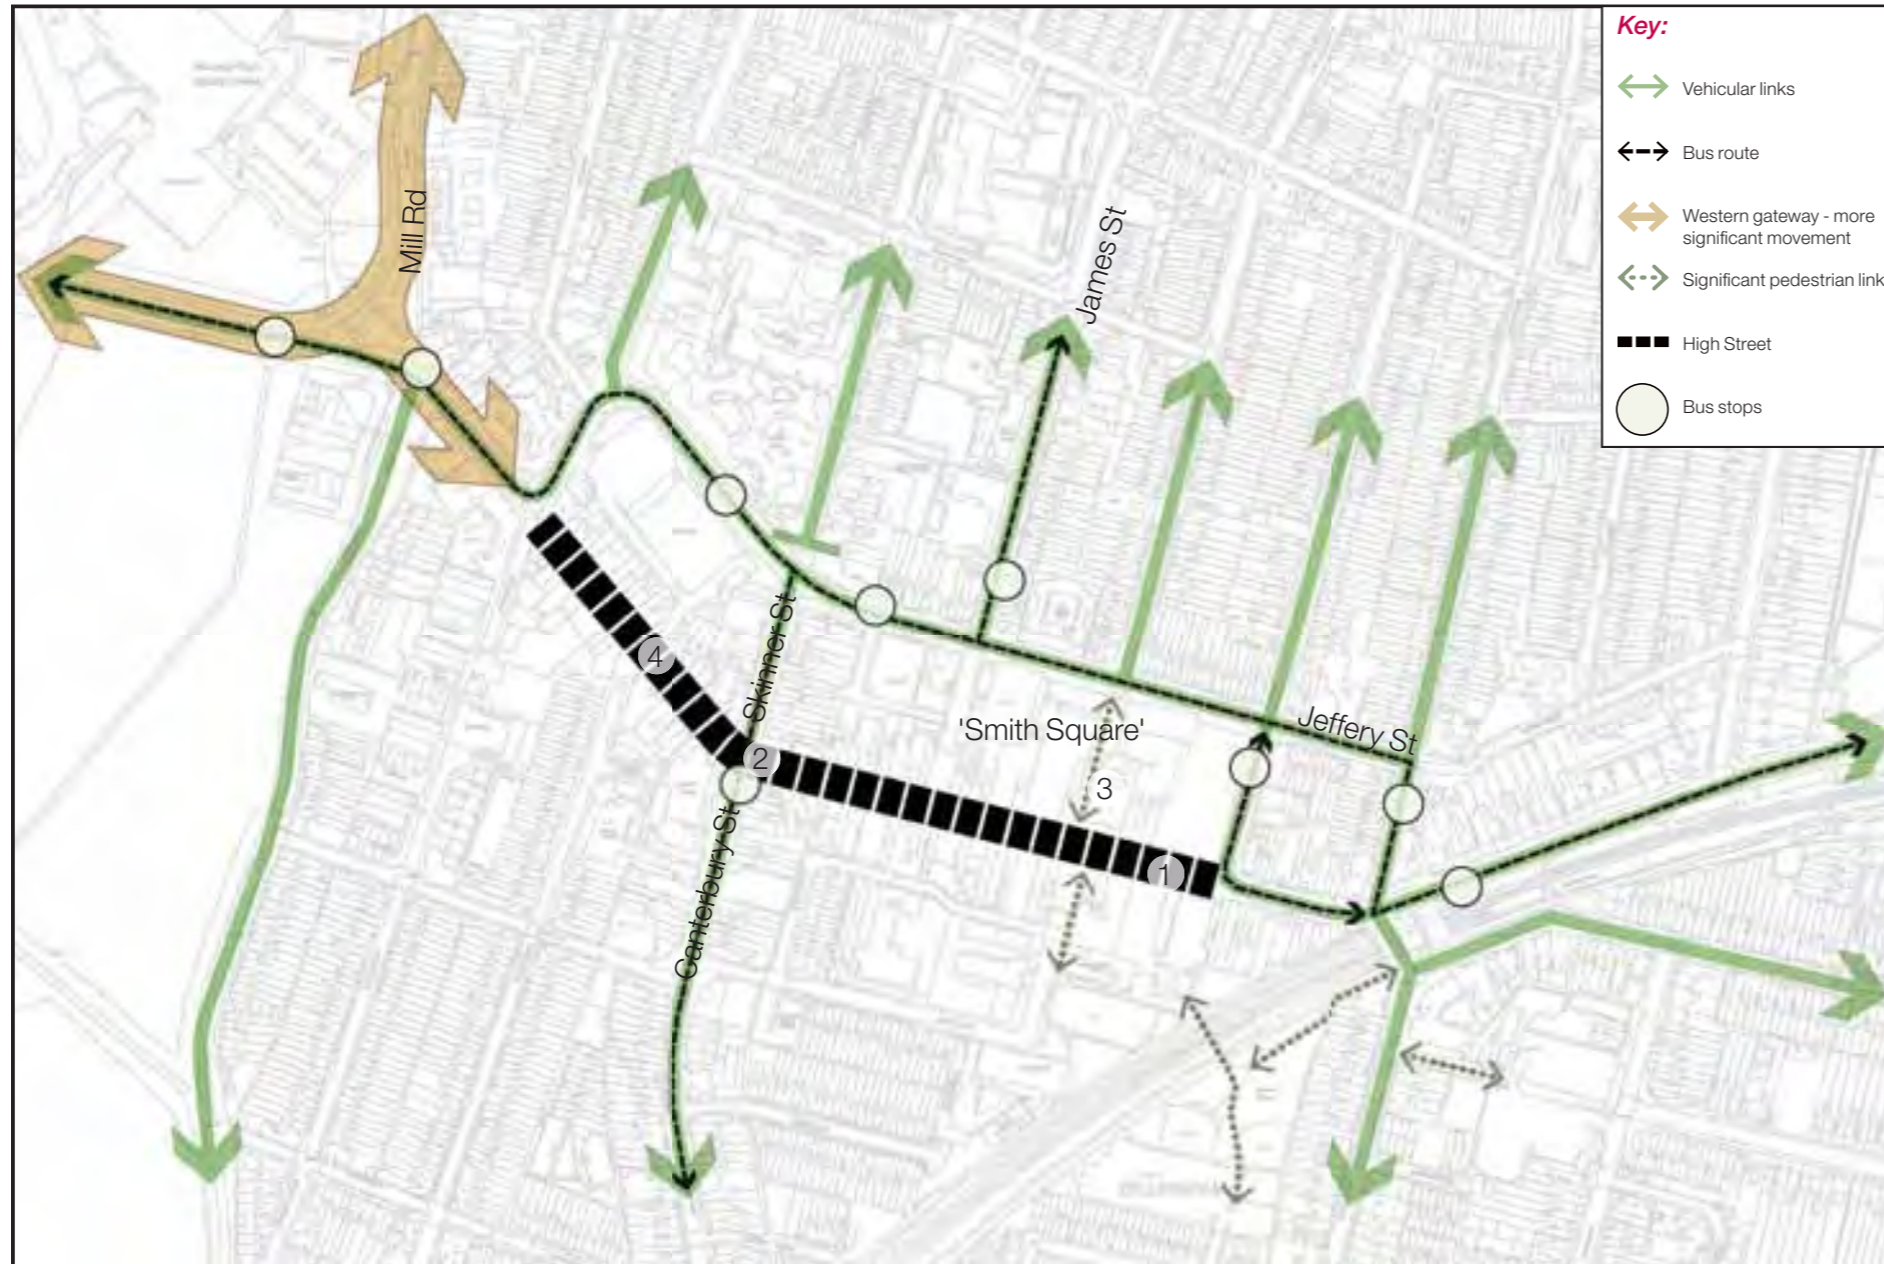 Key:
Vehicular links
Bus route
Western gateway - more
significant movement
Significant pedestrian link
High Street
Bus stops
Mill Rd
James St
Skinner St
4
'Smith Square'
Jeffery St
2
3
1
Canterbury St